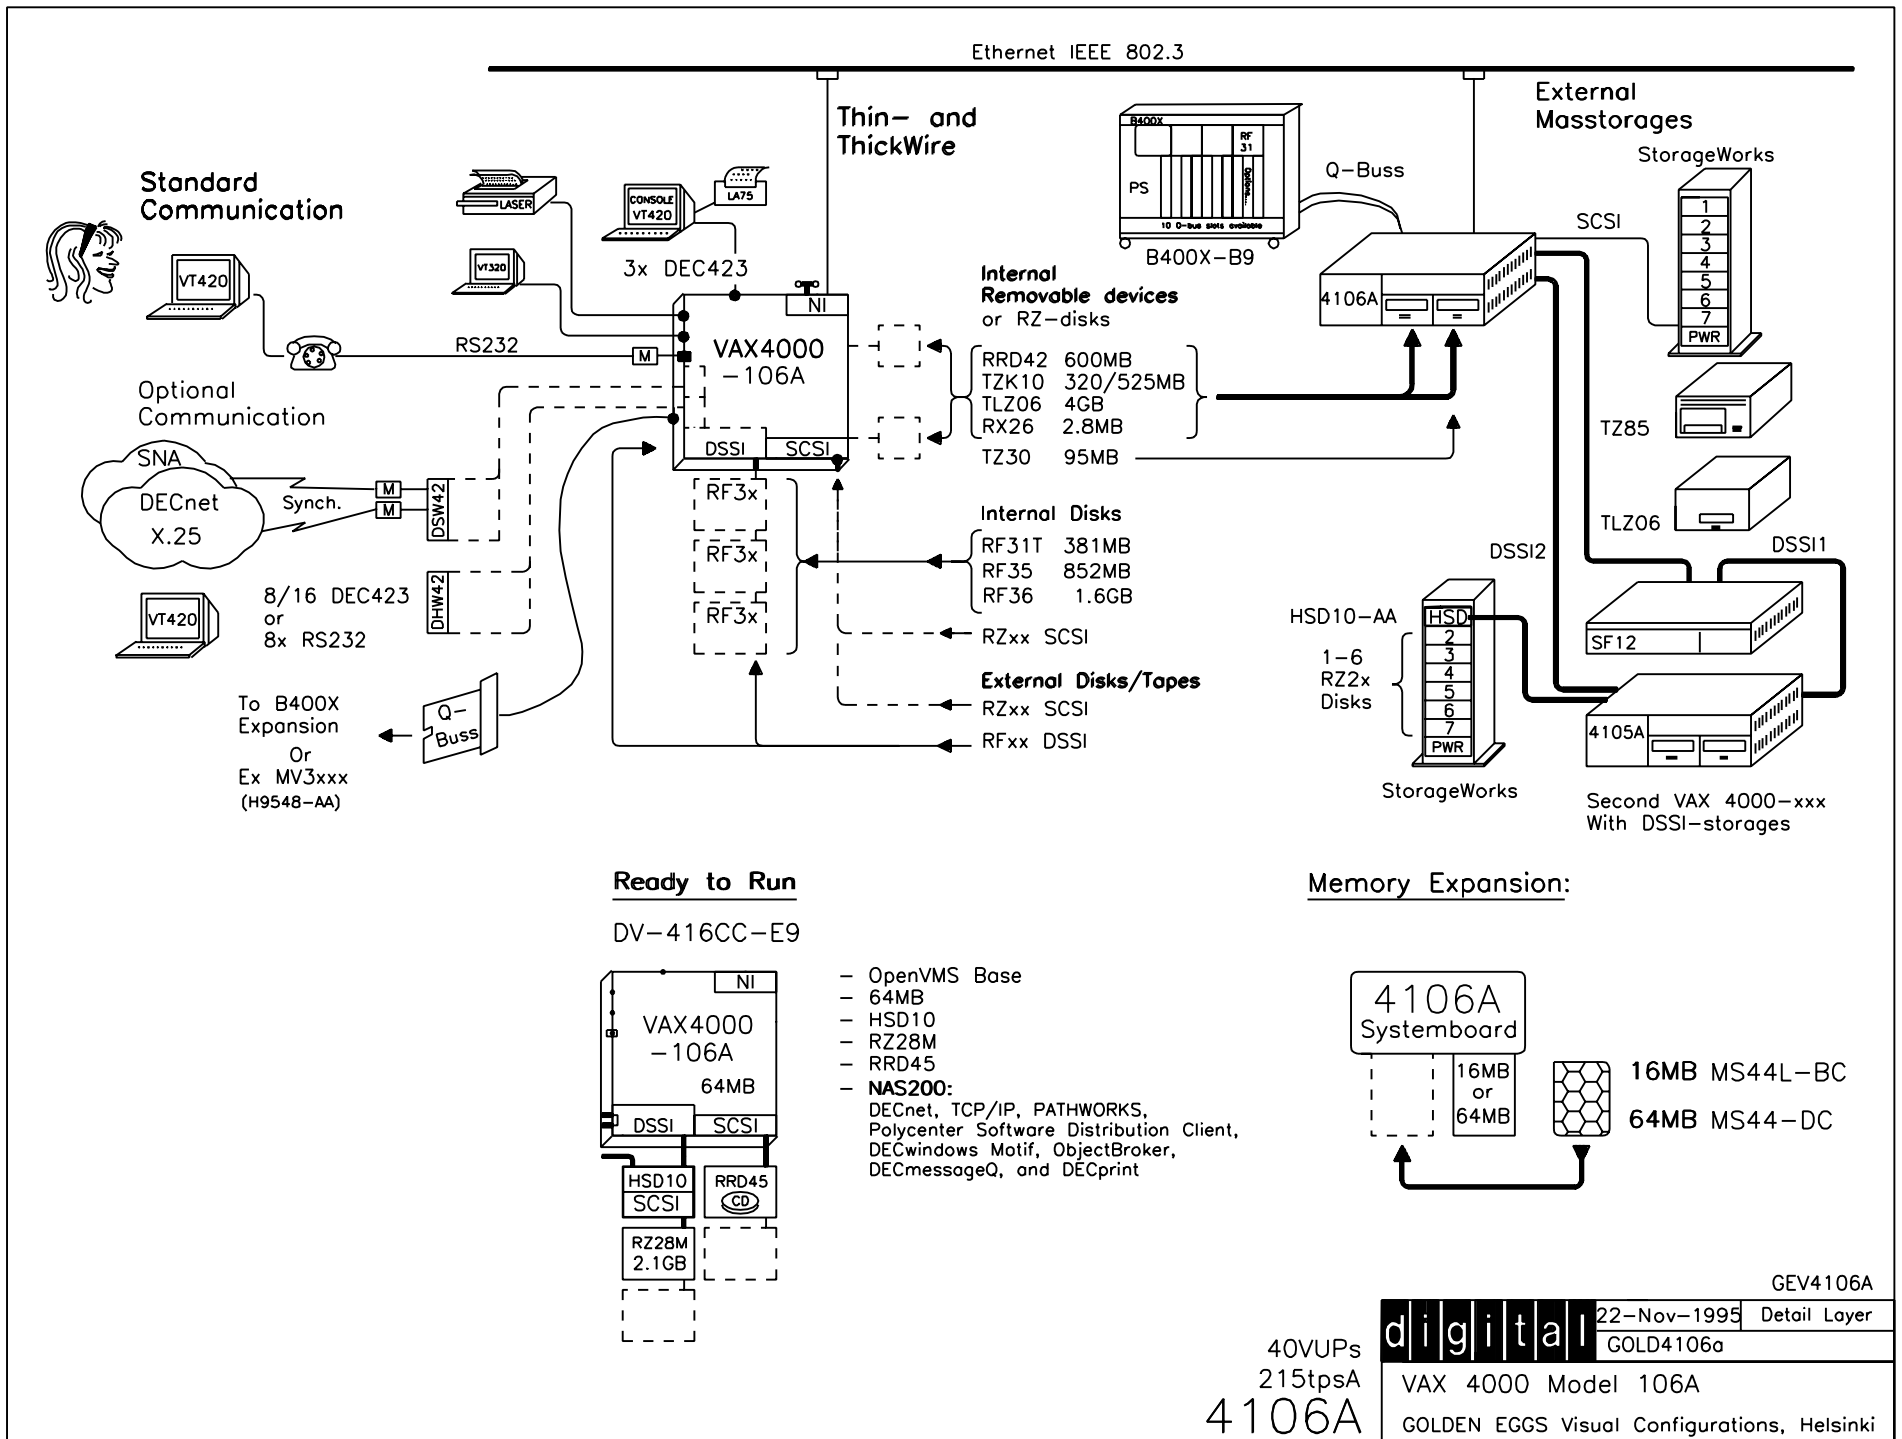 Ethernet IEEE 802.3
Thin- and
ThickWire
External
Masstorages
StorageWorks
1
2
3
4
5
6
7
PWR
SCSI
B400X
RF
31
PS
Options...
10 Q-bus slots available
B400X-B9
Q-Buss
4106A
Standard
Communication
VT420
LASER
VT320
CONSOLE
VT420
LA75
3x DEC423
RS232
M
NI
VAX4000
-106A
DSSI
SCSI
RF3x
RF3x
RF3x
Optional
Communication
SNA
DECnet
X.25
Synch.
M
M
DSW42
DHW42
VT420
8/16 DEC423
or
8x RS232
To B400X
Expansion
Or
Ex MV3xxx
(H9548-AA)
Q-
Buss
Internal
Removable devices
or RZ-disks
RRD42 600MB
TZK10 320/525MB
TLZ06 4GB
RX26 2.8MB
TZ30 95MB
Internal Disks
RF31T 381MB
RF35 852MB
RF36 1.6GB
RZxx SCSI
External Disks/Tapes
RZxx SCSI
RFxx DSSI
TZ85
TLZ06
DSSI2
DSSI1
SF12
4105A
Second VAX 4000-xxx
With DSSI-storages
HSD10-AA
1-6
RZ2x
Disks
HSD
2
3
4
5
6
7
PWR
StorageWorks
Ready to Run
DV-416CC-E9
NI
VAX4000
-106A
64MB
DSSI
SCSI
HSD10
SCSI
RRD45
CD
RZ28M
2.1GB
- OpenVMS Base
- 64MB
- HSD10
- RZ28M
- RRD45
- NAS200:
DECnet, TCP/IP, PATHWORKS,
Polycenter Software Distribution Client,
DECwindows Motif, ObjectBroker,
DECmessageQ, and DECprint
Memory Expansion:
4106A
Systemboard
16MB
or
64MB
16MB MS44L-BC
64MB MS44-DC
GEV4106A
digital
22-Nov-1995
Detail Layer
GOLD4106a
40VUPs
215tpsA
4106A
VAX 4000 Model 106A
GOLDEN EGGS Visual Configurations, Helsinki